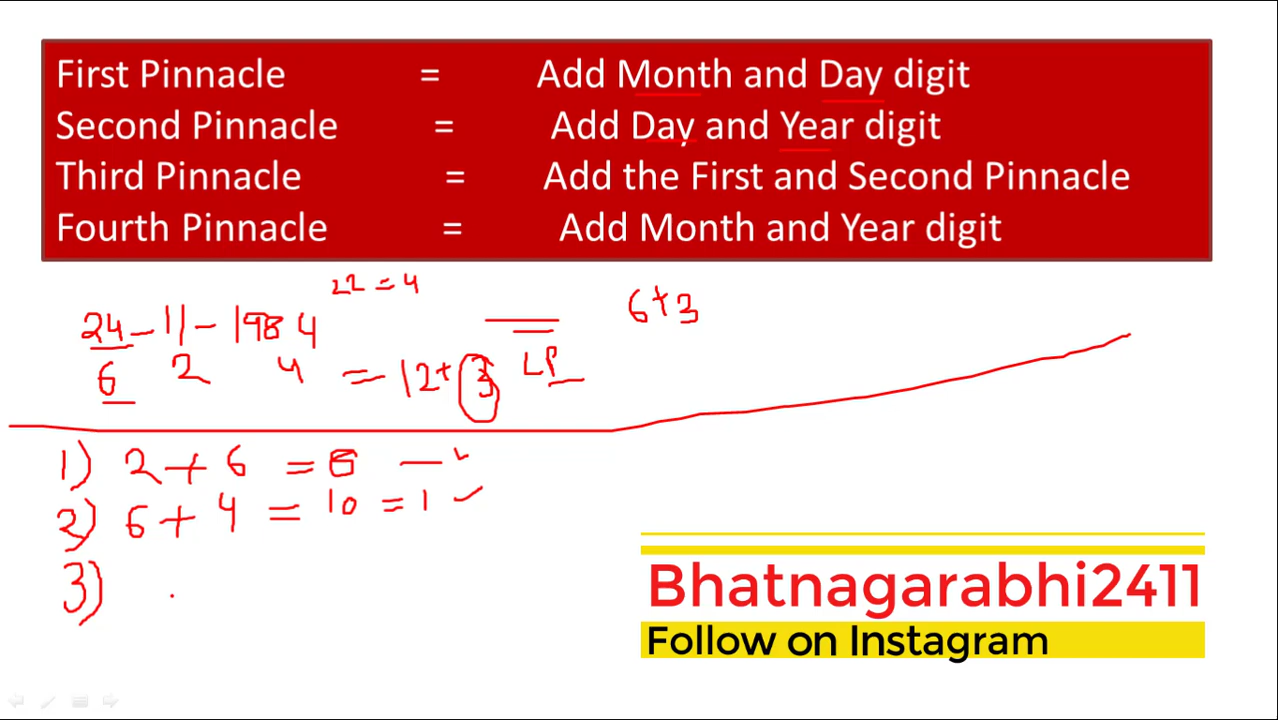 First Pinnacle = Add Month and Day digit
Second Pinnacle = Add Day and Year digit
Third Pinnacle = Add the First and Second Pinnacle
Fourth Pinnacle = Add Month and Year digit
22 = 4
24 - 11 - 1984
6 + 3
6 2 4 = 12 + 3 LP
1) 2 + 6 = 8
2) 6 + 4 = 10 = 1
3)
Bhatnagarabhi2411
Follow on Instagram